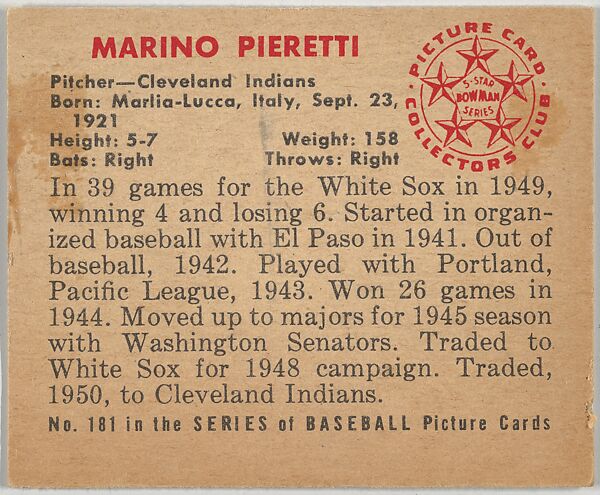 MARINO PIERETTI
Pitcher—Cleveland Indians
Born: Marlia-Lucca, Italy, Sept. 23,
1921
Height: 5-7 Weight: 158
Bats: Right Throws: Right
PICTURE CARD
COLLECTORS CLUB
5-STAR
BOWMAN
SERIES
In 39 games for the White Sox in 1949,
winning 4 and losing 6. Started in organ-
ized baseball with El Paso in 1941. Out of
baseball, 1942. Played with Portland,
Pacific League, 1943. Won 26 games in
1944. Moved up to majors for 1945 season
with Washington Senators. Traded to
White Sox for 1948 campaign. Traded,
1950, to Cleveland Indians.
No. 181 in the SERIES of BASEBALL Picture Cards